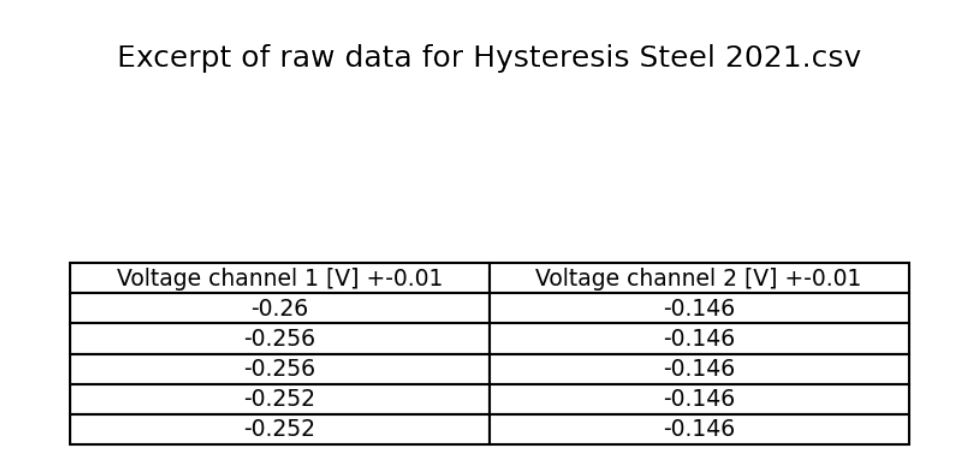 Excerpt of raw data for Hysteresis Steel 2021.csv
Voltage channel 1 [V] +-0.01 Voltage channel 2 [V] +-0.01
-0.26 -0.146
-0.256 -0.146
-0.256 -0.146
-0.252 -0.146
-0.252 -0.146